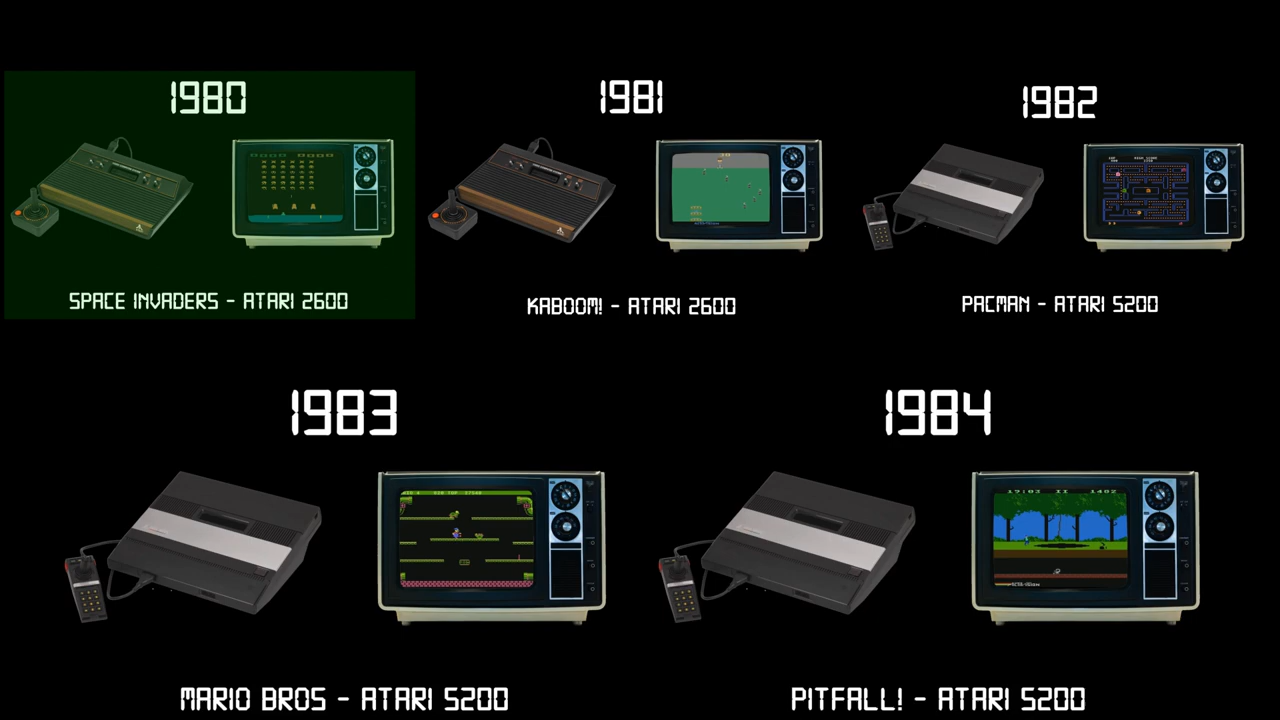 1980
1981
1982
SPACE INVADERS - ATARI 2600
KABOOM! - ATARI 2600
PACMAN - ATARI 5200
1983
1984
MARIO BROS - ATARI 5200
PITFALL! - ATARI 5200